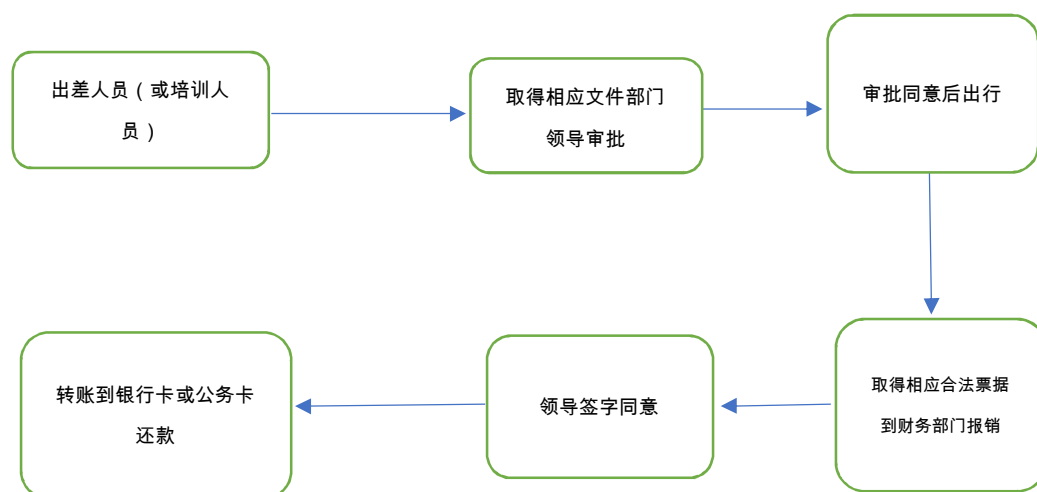 出差人员（或培训人
员）
取得相应文件部门
领导审批
审批同意后出行
取得相应合法票据
到财务部门报销
领导签字同意
转账到银行卡或公务卡
还款